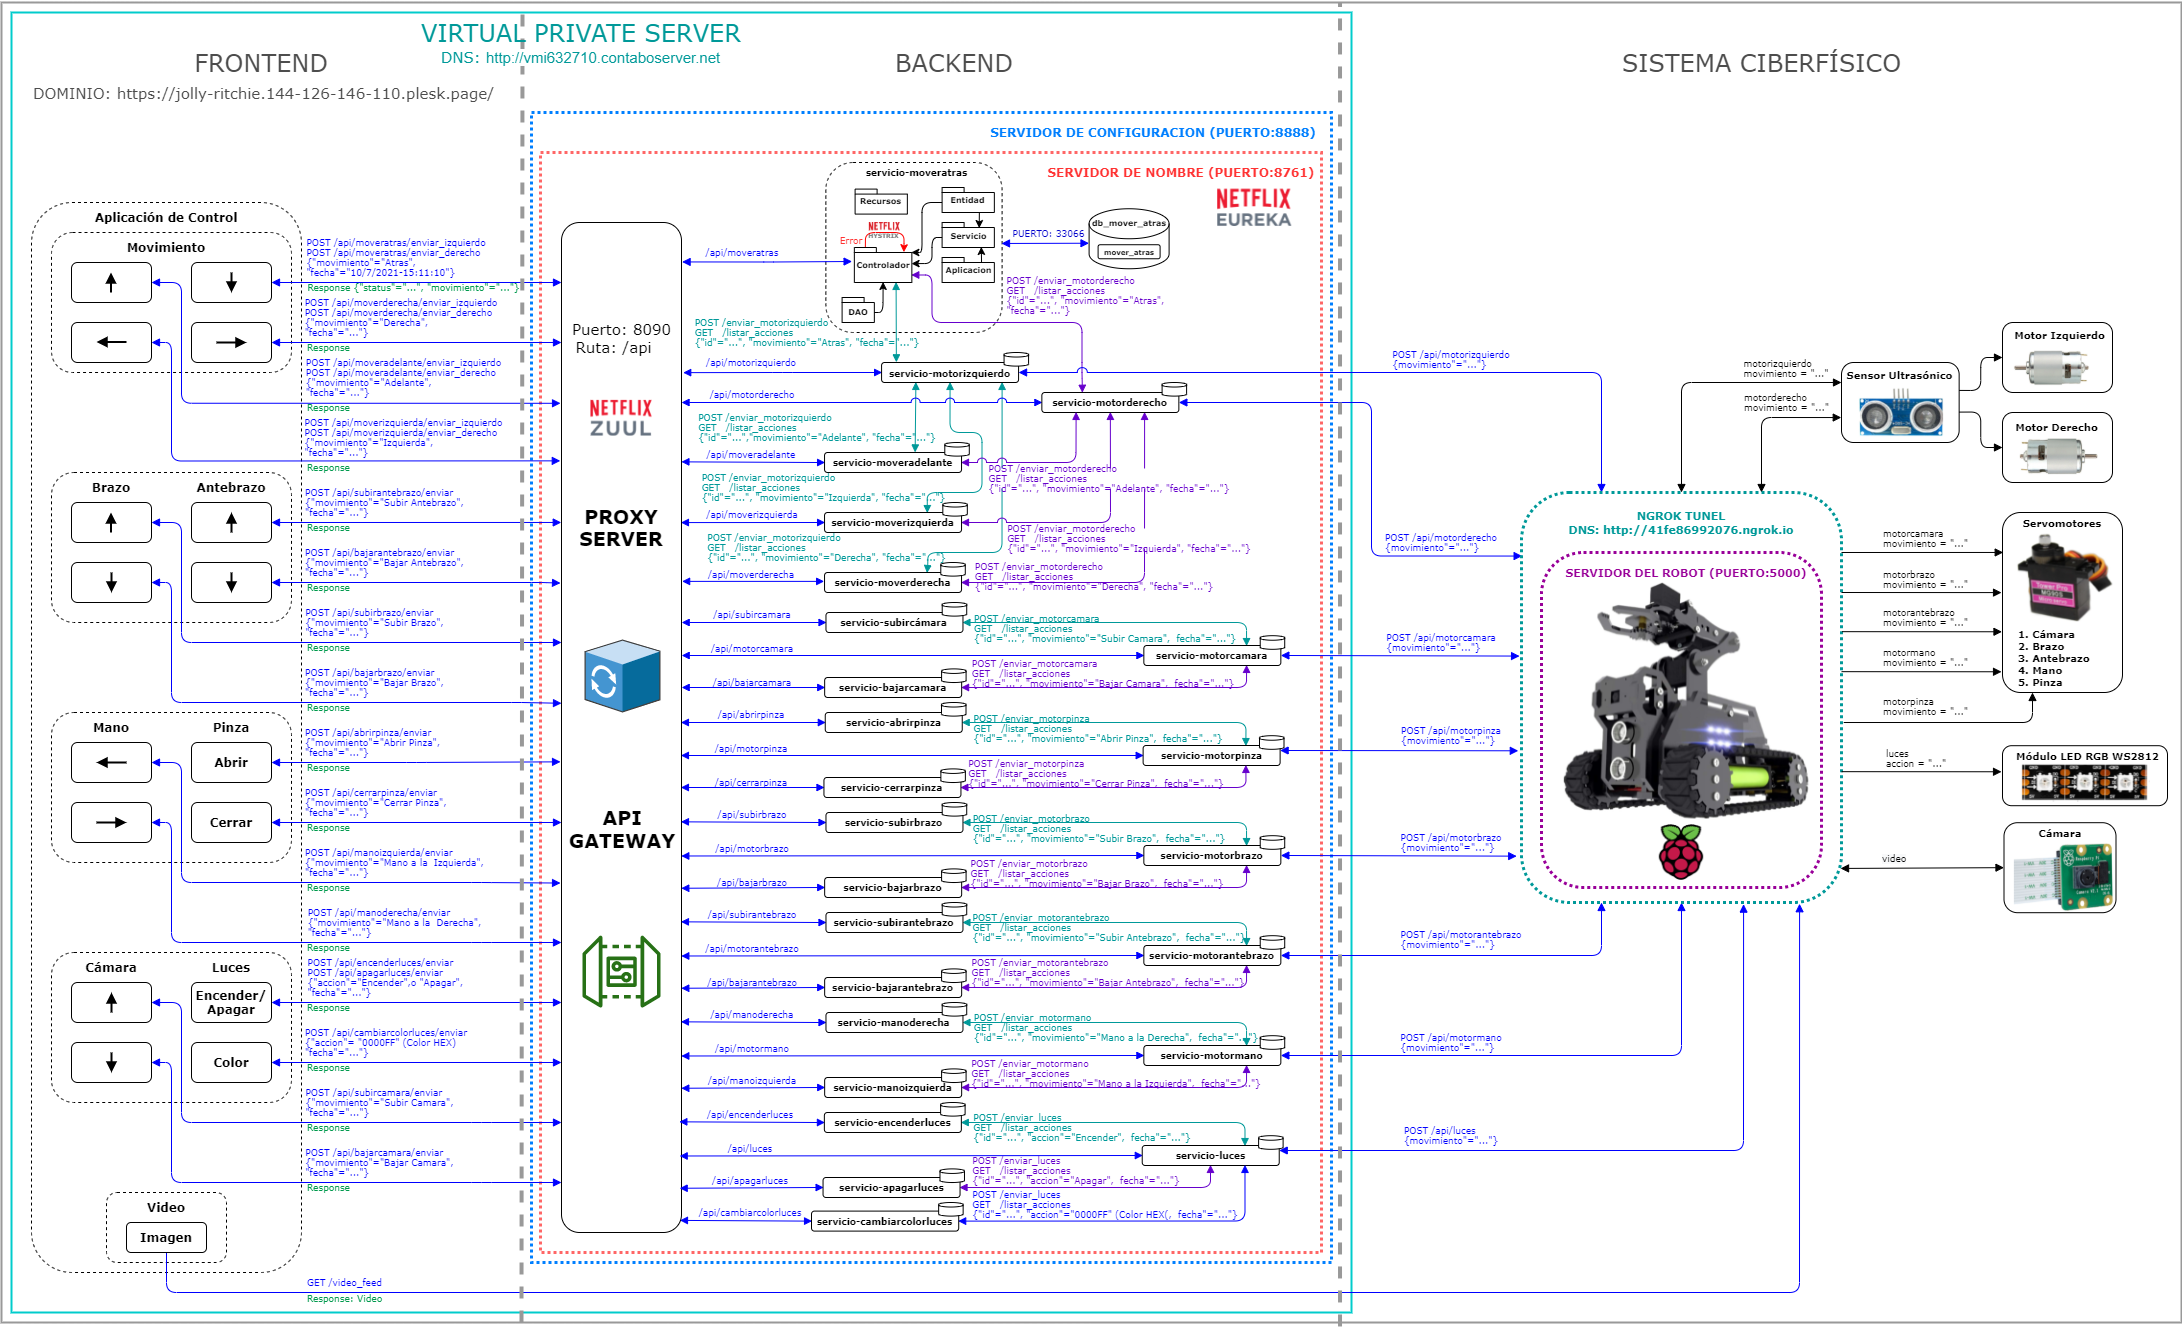 VIRTUAL PRIVATE SERVER
DNS: http://vmi632710.contaboserver.net
FRONTEND
BACKEND
SISTEMA CIBERFÍSICO
DOMINIO: https://jolly-ritchie.144-126-146-110.plesk.page/
Aplicación de Control
Movimiento
Brazo
Antebrazo
Mano
Pinza
Abrir
Cerrar
Cámara
Luces
Encender/
Apagar
Color
Video
Imagen
POST /api/moveratras/enviar_izquierdo
POST /api/moveratras/enviar_derecho
{"movimiento"="Atras",
"fecha"="10/7/2021-15:11:10"}
Response {"status"="...", "movimiento"="..."}
POST /api/moverderecha/enviar_izquierdo
POST /api/moverderecha/enviar_derecho
{"movimiento"="Derecha",
"fecha"="..."}
Response
POST /api/moveradelante/enviar_izquierdo
POST /api/moveradelante/enviar_derecho
{"movimiento"="Adelante",
"fecha"="..."}
Response
POST /api/moverizquierda/enviar_izquierdo
POST /api/moverizquierda/enviar_derecho
{"movimiento"="Izquierda",
"fecha"="..."}
Response
POST /api/subirantebrazo/enviar
{"movimiento"="Subir Antebrazo",
"fecha"="..."}
Response
POST /api/bajarantebrazo/enviar
{"movimiento"="Bajar Antebrazo",
"fecha"="..."}
Response
POST /api/subirbrazo/enviar
{"movimiento"="Subir Brazo",
"fecha"="..."}
Response
POST /api/bajarbrazo/enviar
{"movimiento"="Bajar Brazo",
"fecha"="..."}
Response
POST /api/abrirpinza/enviar
{"movimiento"="Abrir Pinza",
"fecha"="..."}
Response
POST /api/cerrarpinza/enviar
{"movimiento"="Cerrar Pinza",
"fecha"="..."}
Response
POST /api/manoizquierda/enviar
{"movimiento"="Mano a la  Izquierda",
"fecha"="..."}
Response
POST /api/manoderecha/enviar
{"movimiento"="Mano a la  Derecha",
"fecha"="..."}
Response
POST /api/encenderluces/enviar
POST /api/apagarluces/enviar
{"accion"="Encender",o "Apagar",
"fecha"="..."}
Response
POST /api/cambiarcolorluces/enviar
{"accion"= "0000FF" (Color HEX)
"fecha"="..."}
Response
POST /api/subircamara/enviar
{"movimiento"="Subir Camara",
"fecha"="..."}
Response
POST /api/bajarcamara/enviar
{"movimiento"="Bajar Camara",
"fecha"="..."}
Response
GET /video_feed
Response: Video
SERVIDOR DE CONFIGURACION (PUERTO:8888)
SERVIDOR DE NOMBRE (PUERTO:8761)
NETFLIX
EUREKA
Puerto: 8090
Ruta: /api
NETFLIX
ZUUL
PROXY
SERVER
API
GATEWAY
servicio-moveratras
Recursos
Entidad
NETFLIX
HYSTRIX
Error
Servicio
Controlador
Aplicacion
DAO
PUERTO: 33066
db_mover_atras
mover_atras
/api/moveratras
POST /enviar_motorderecho
GET   /listar_acciones
{"id"="...", "movimiento"="Atras",
"fecha"="..."}
POST /enviar_motorizquierdo
GET   /listar_acciones
{"id"="...", "movimiento"="Atras", "fecha"="..."}
/api/motorizquierdo
servicio-motorizquierdo
/api/motorderecho
servicio-motorderecho
POST /enviar_motorizquierdo
GET   /listar_acciones
{"id"="...","movimiento"="Adelante", "fecha"="..."}
/api/moveradelante
servicio-moveradelante
POST /enviar_motorderecho
GET   /listar_acciones
{"id"="...", "movimiento"="Adelante", "fecha"="..."}
POST /enviar_motorizquierdo
GET   /listar_acciones
{"id"="...", "movimiento"="Izquierda", "fecha"="..."}
/api/moverizquierda
servicio-moverizquierda
POST /enviar_motorderecho
GET   /listar_acciones
{"id"="...", "movimiento"="Izquierda", "fecha"="..."}
POST /enviar_motorizquierdo
GET   /listar_acciones
{"id"="...", "movimiento"="Derecha", "fecha"="..."}
/api/moverderecha
servicio-moverderecha
POST /enviar_motorderecho
GET   /listar_acciones
{"id"="...", "movimiento"="Derecha", "fecha"="..."}
/api/subircamara
servicio-subircámara
POST /enviar_motorcamara
GET   /listar_acciones
{"id"="...", "movimiento"="Subir Camara",  fecha"="..."}
/api/motorcamara
servicio-motorcamara
POST /enviar_motorcamara
GET   /listar_acciones
{"id"="...", "movimiento"="Bajar Camara",  fecha"="..."}
/api/bajarcamara
servicio-bajarcamara
/api/abrirpinza
servicio-abrirpinza
POST /enviar_motorpinza
GET   /listar_acciones
{"id"="...", "movimiento"="Abrir Pinza",  fecha"="..."}
/api/motorpinza
servicio-motorpinza
POST /enviar_motorpinza
GET   /listar_acciones
{"id"="...", "movimiento"="Cerrar Pinza",  fecha"="..."}
/api/cerrarpinza
servicio-cerrarpinza
/api/subirbrazo
servicio-subirbrazo
POST /enviar_motorbrazo
GET   /listar_acciones
{"id"="...", "movimiento"="Subir Brazo",  fecha"="..."}
/api/motorbrazo
servicio-motorbrazo
POST /enviar_motorbrazo
GET   /listar_acciones
{"id"="...", "movimiento"="Bajar Brazo",  fecha"="..."}
/api/bajarbrazo
servicio-bajarbrazo
/api/subirantebrazo
servicio-subirantebrazo
POST /enviar_motorantebrazo
GET   /listar_acciones
{"id"="...", "movimiento"="Subir Antebrazo",  fecha"="..."}
/api/motorantebrazo
servicio-motorantebrazo
POST /enviar_motorantebrazo
GET   /listar_acciones
{"id"="...", "movimiento"="Bajar Antebrazo",  fecha"="..."}
/api/bajarantebrazo
servicio-bajarantebrazo
/api/manoderecha
servicio-manoderecha
POST /enviar_motormano
GET   /listar_acciones
{"id"="...", "movimiento"="Mano a la Derecha",  fecha"="..."}
/api/motormano
servicio-motormano
POST /enviar_motormano
GET   /listar_acciones
{"id"="...", "movimiento"="Mano a la Izquierda",  fecha"="..."}
/api/manoizquierda
servicio-manoizquierda
/api/encenderluces
servicio-encenderluces
POST /enviar_luces
GET   /listar_acciones
{"id"="...", "accion"="Encender",  fecha"="..."}
/api/luces
servicio-luces
POST /enviar_luces
GET   /listar_acciones
{"id"="...", "accion"="Apagar",  fecha"="..."}
/api/apagarluces
servicio-apagarluces
POST /enviar_luces
GET   /listar_acciones
{"id"="...", "accion"="0000FF" (Color HEX(,  fecha"="..."}
/api/cambiarcolorluces
servicio-cambiarcolorluces
POST /api/motorizquierdo
{movimiento="..."}
POST /api/motorderecho
{movimiento="..."}
POST /api/motorcamara
{movimiento="..."}
POST /api/motorpinza
{movimiento="..."}
POST /api/motorbrazo
{movimiento="..."}
POST /api/motorantebrazo
{movimiento="..."}
POST /api/motormano
{movimiento="..."}
POST /api/luces
{movimiento="..."}
NGROK TUNEL
DNS: http://41fe86992076.ngrok.io
SERVIDOR DEL ROBOT (PUERTO:5000)
motorizquierdo
movimiento = "..."
motorderecho
movimiento = "..."
Sensor Ultrasónico
Motor Izquierdo
Motor Derecho
motorcamara
movimiento = "..."
motorbrazo
movimiento = "..."
motorantebrazo
movimiento = "..."
motormano
movimiento = "..."
motorpinza
movimiento = "..."
Servomotores
Tower Pro
1. Cámara
2. Brazo
3. Antebrazo
4. Mano
5. Pinza
luces
accion = "..."
Módulo LED RGB WS2812
video
Cámara